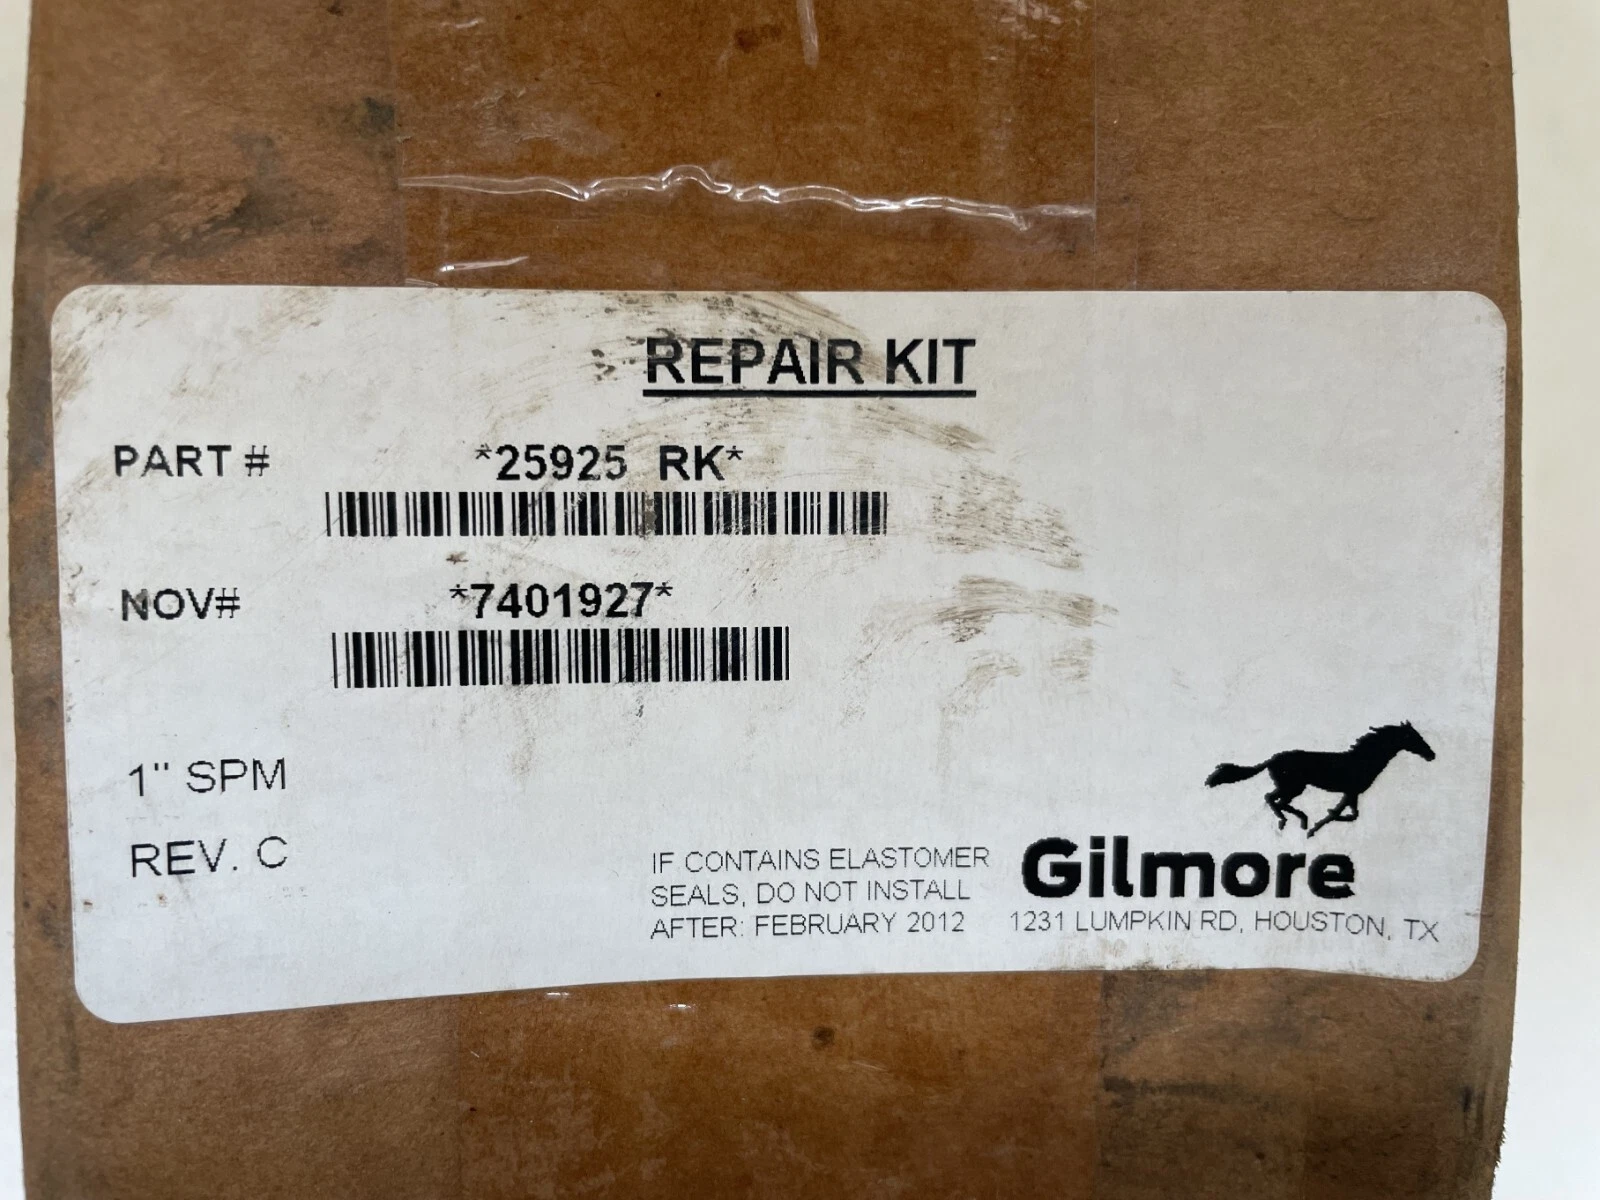 REPAIR KIT
PART # *25925 RK*
NOV# *7401927*
1" SPM
REV. C
IF CONTAINS ELASTOMER
SEALS, DO NOT INSTALL
AFTER: FEBRUARY 2012
Gilmore
1231 LUMPKIN RD, HOUSTON, TX